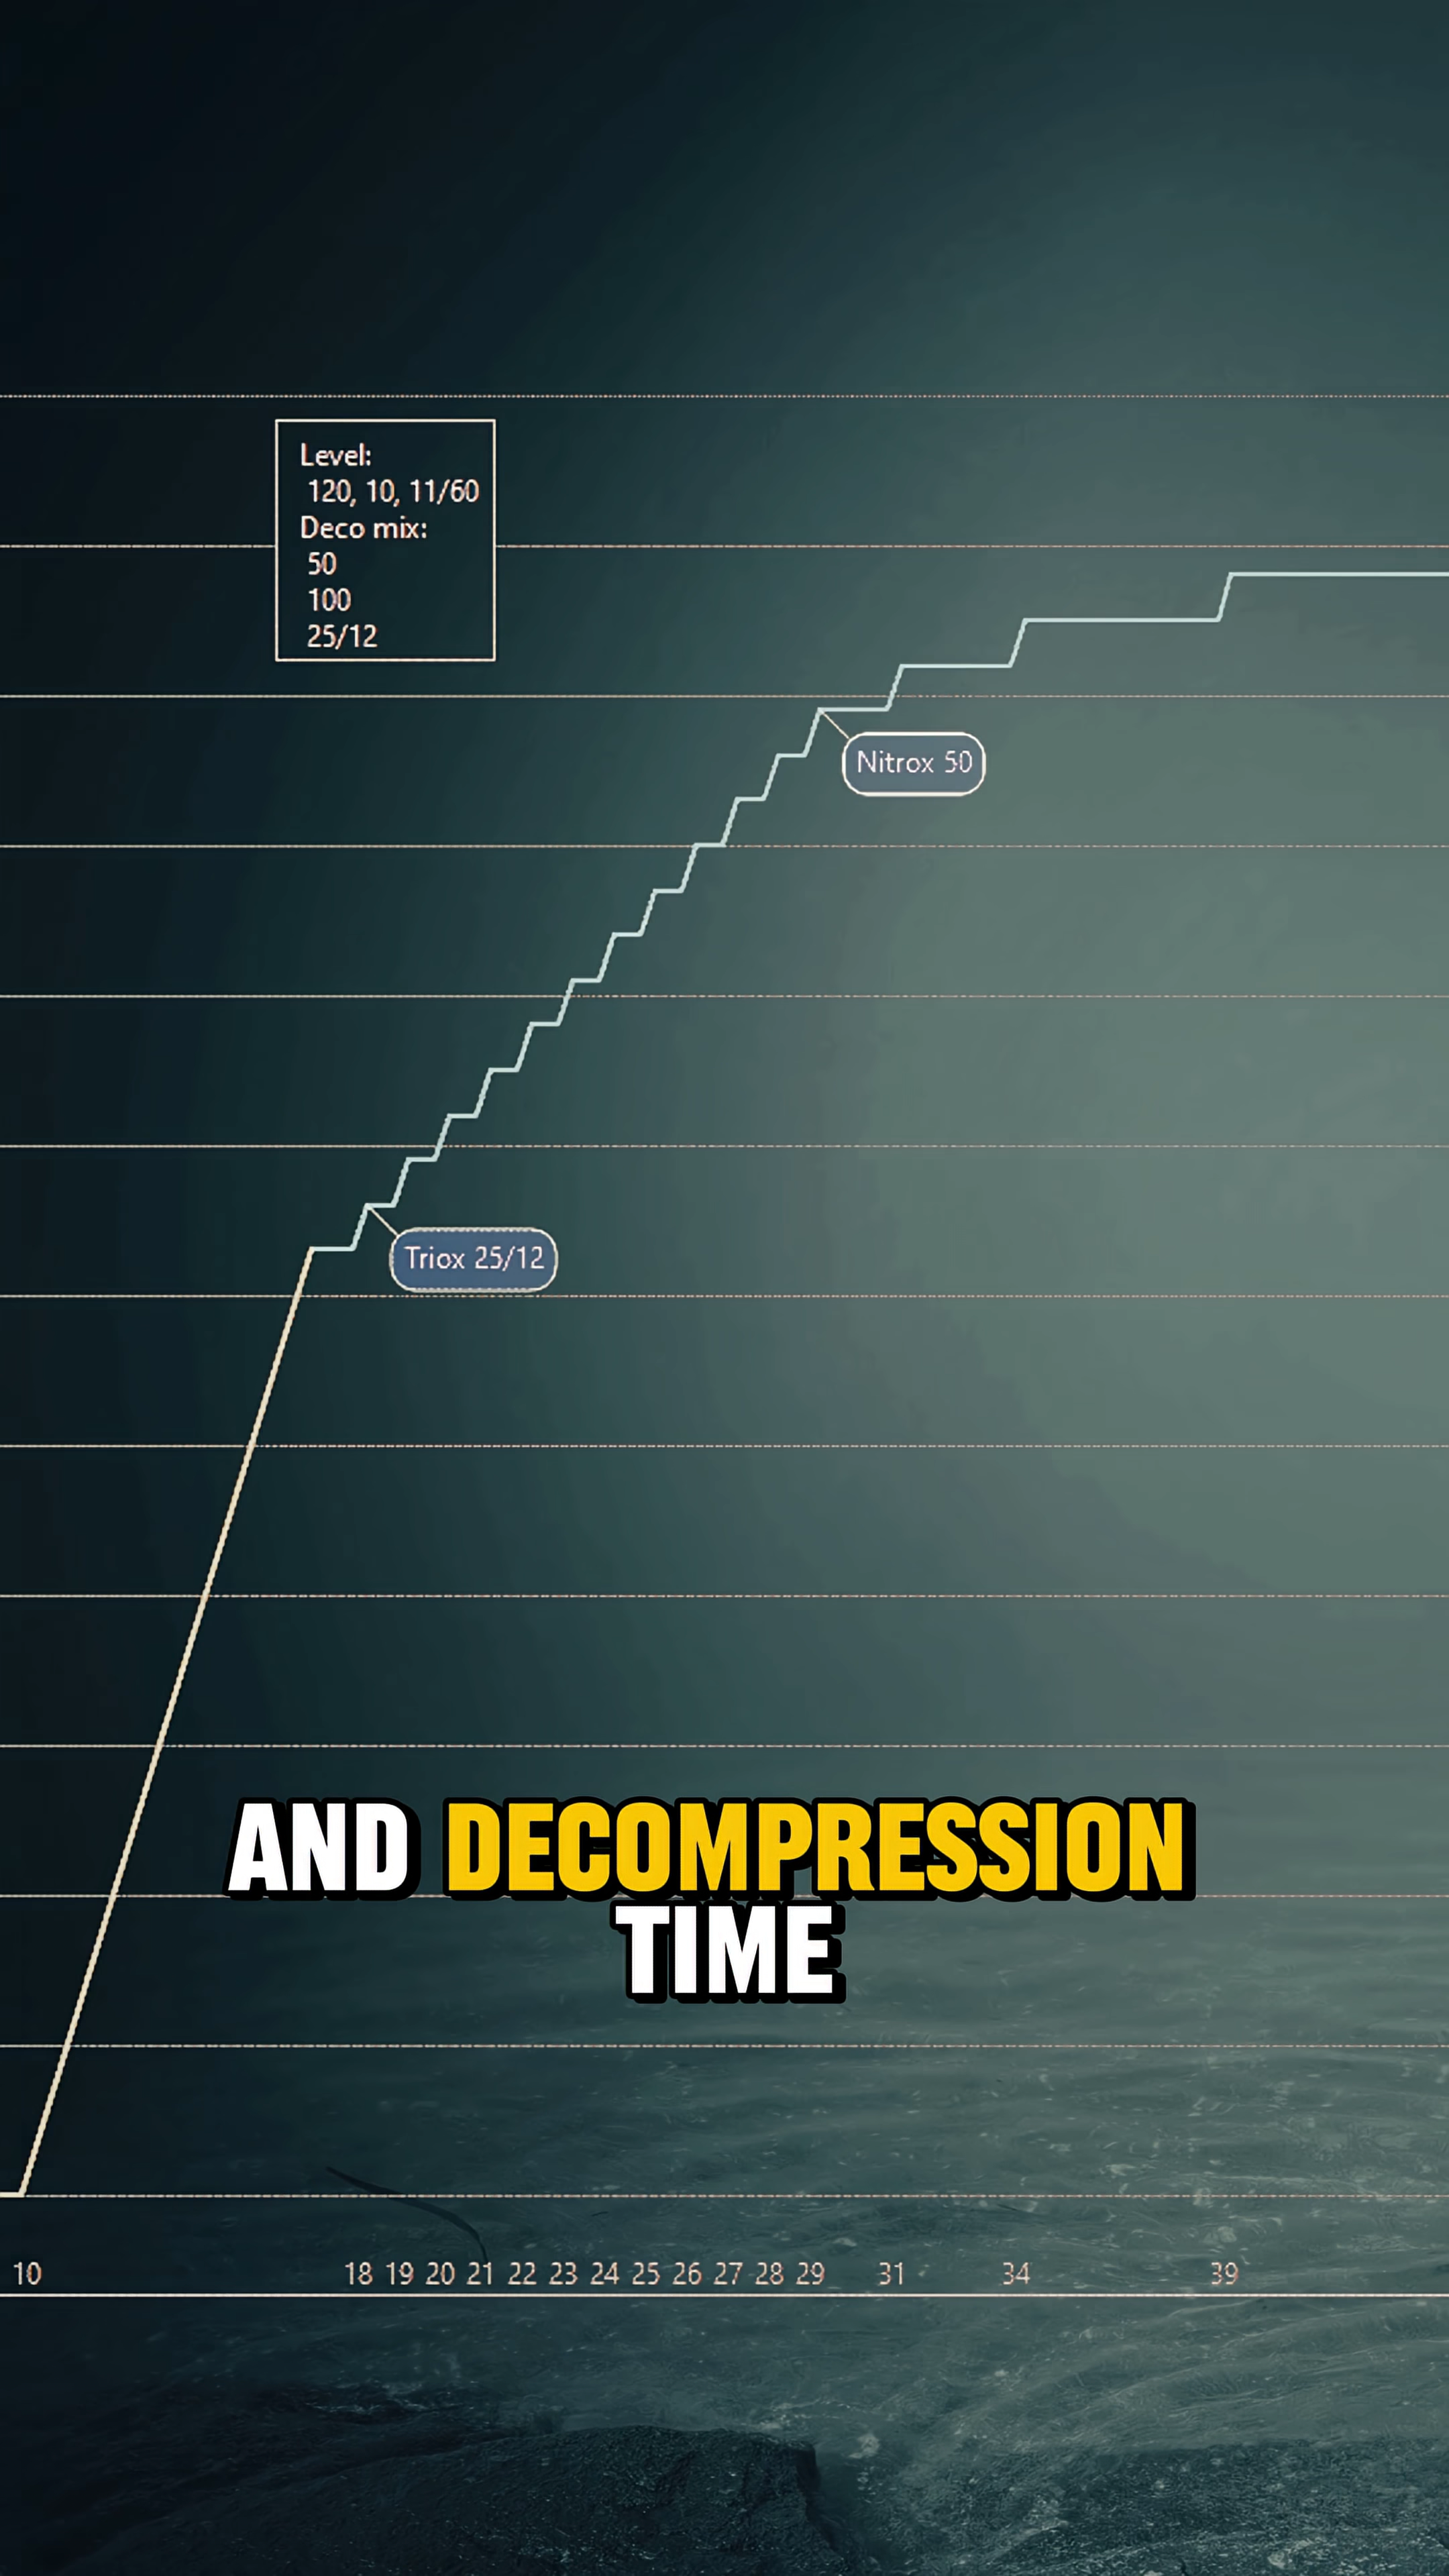 Level:
120, 10, 11/60
Deco mix:
50
100
25/12
Nitrox 50
Triox 25/12
AND DECOMPRESSION
TIME
10 18 19 20 21 22 23 24 25 26 27 28 29 31 34 39